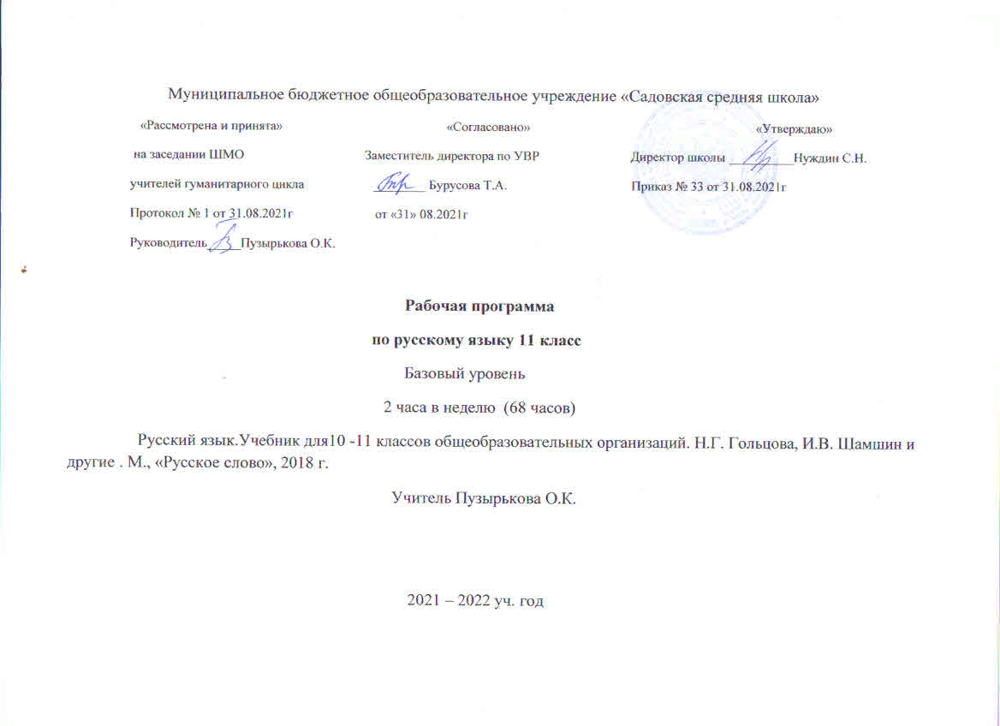 Муниципальное бюджетное общеобразовательное учреждение «Садовская средняя школа»
«Рассмотрена и принята» «Согласовано» «Утверждаю»
на заседании ШМО Заместитель директора по УВР Директор школы __________Нуждин С.Н.
учителей гуманитарного цикла ________ Бурусова Т.А. Приказ № 33 от 31.08.2021г
Протокол № 1 от 31.08.2021г от «31» 08.2021г
Руководитель_____Пузырькова О.К.
Рабочая программа
по русскому языку 11 класс
Базовый уровень
2 часа в неделю (68 часов)
Русский язык.Учебник для10 -11 классов общеобразовательных организаций. Н.Г. Гольцова, И.В. Шамшин и
другие . М., «Русское слово», 2018 г.
Учитель Пузырькова О.К.
2021 – 2022 уч. год